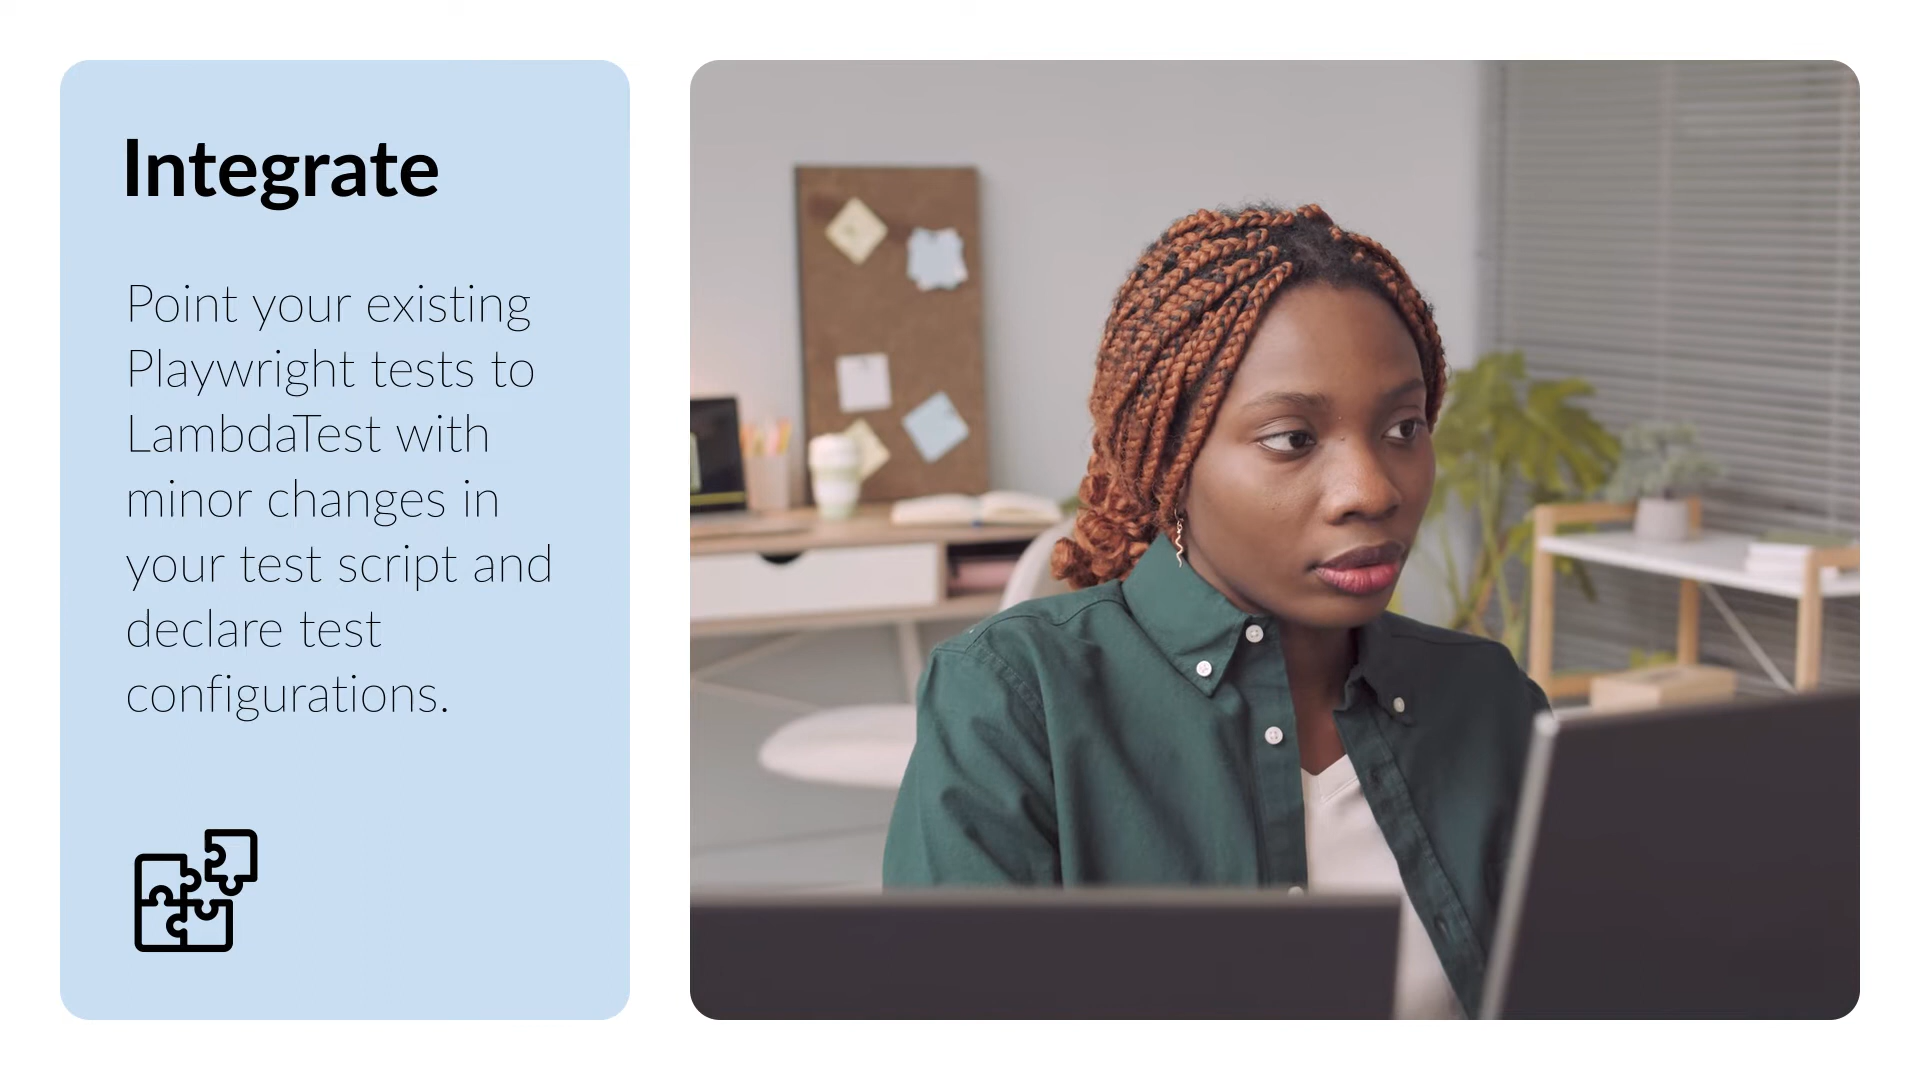 Integrate
Point your existing
Playwright tests to
LambdaTest with
minor changes in
your test script and
declare test
configurations.